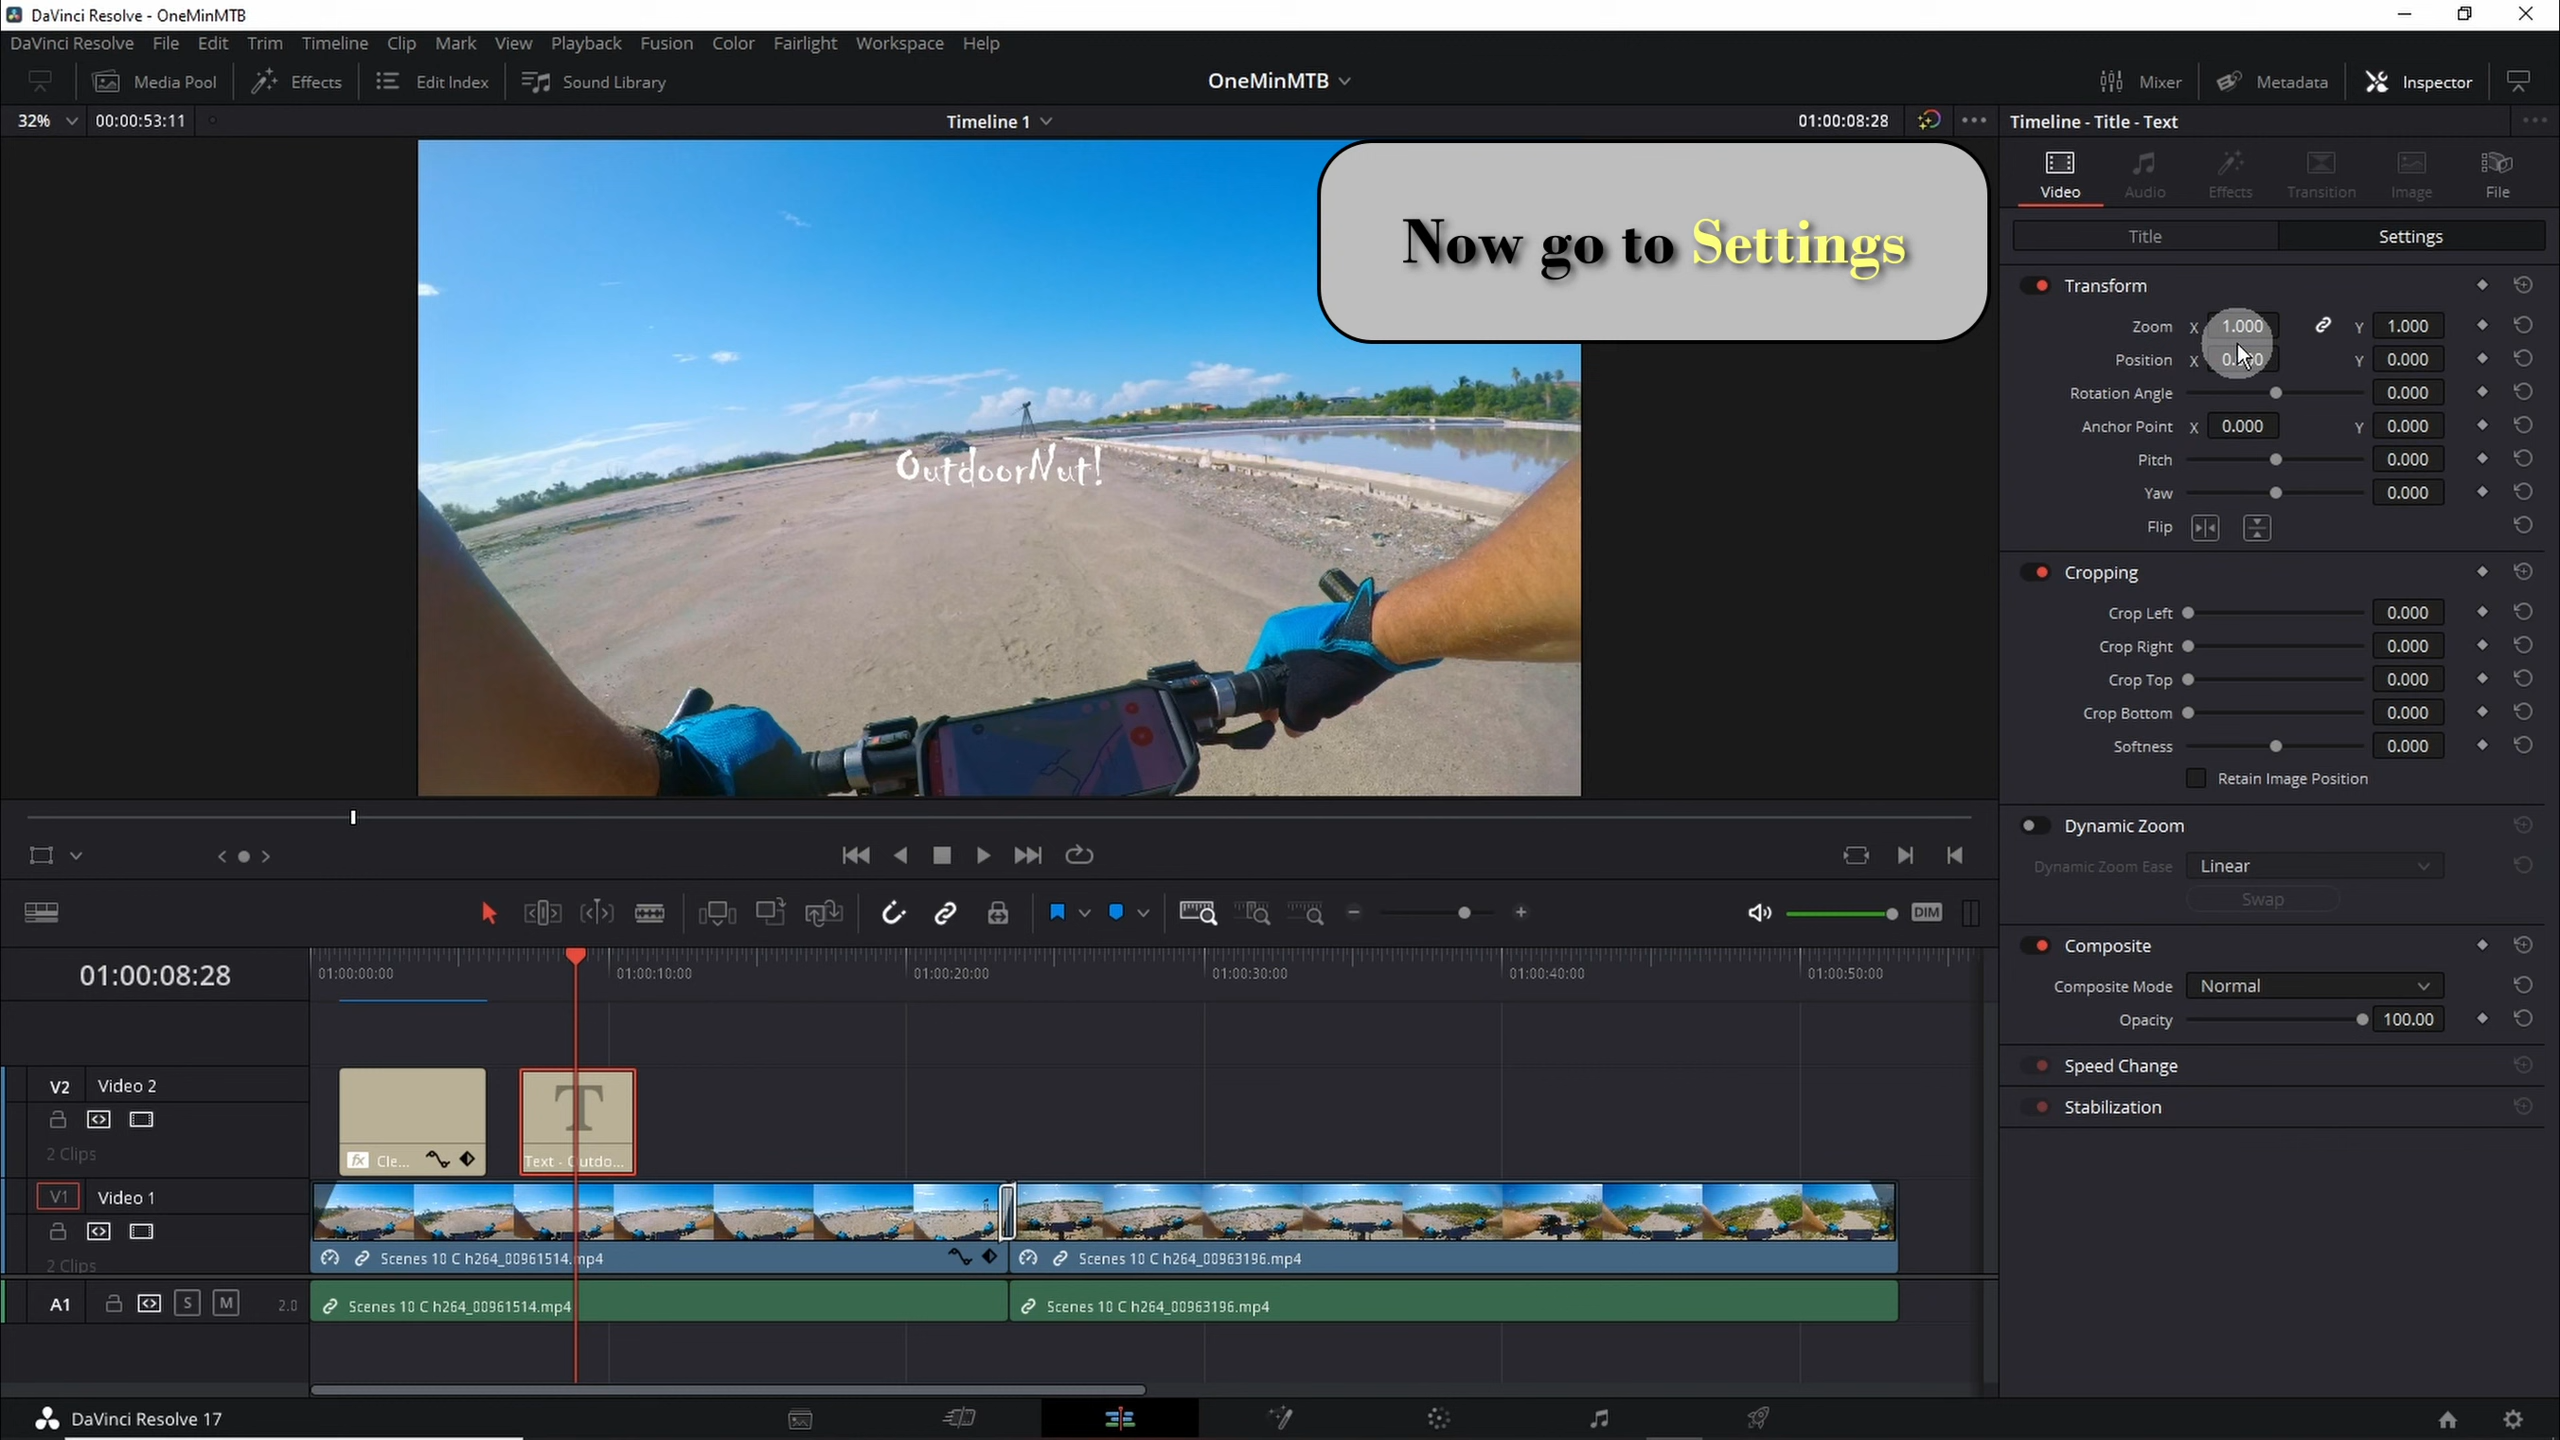 DaVinci Resolve - OneMinMTB
DaVinci Resolve File Edit Trim Timeline Clip Mark View Playback Fusion Color Fairlight Workspace Help
Media Pool Effects Edit Index Sound Library OneMinMTB Mixer Metadata Inspector
32% 00:00:53:11 Timeline 1 01:00:08:28 Timeline - Title - Text
Video Audio Effects Transition Image File
Now go to Settings
Title Settings
Transform
Zoom X 1.000 Y 1.000
Position X Y 0.000
Rotation Angle 0.000
Anchor Point X 0.000 Y 0.000
OutdoorNut!
Pitch 0.000
Yaw 0.000
Flip
Cropping
Crop Left 0.000
Crop Right 0.000
Crop Top 0.000
Crop Bottom 0.000
Softness 0.000
Retain Image Position
Dynamic Zoom
Dynamic Zoom Ease Linear
Swap
DIM
Composite
Composite Mode Normal
Opacity 100.00
Speed Change
Stabilization
01:00:08:28 01:00:00:00 01:00:10:00 01:00:20:00 01:00:30:00 01:00:40:00 01:00:50:00
V2 Video 2
2 Clips
fx Cle... Text - Outdo...
V1 Video 1
2 Clips
Scenes 10 C h264_00961514.mp4 Scenes 10 C h264_00963196.mp4
A1 S M 2.0 Scenes 10 C h264_00961514.mp4 Scenes 10 C h264_00963196.mp4
DaVinci Resolve 17